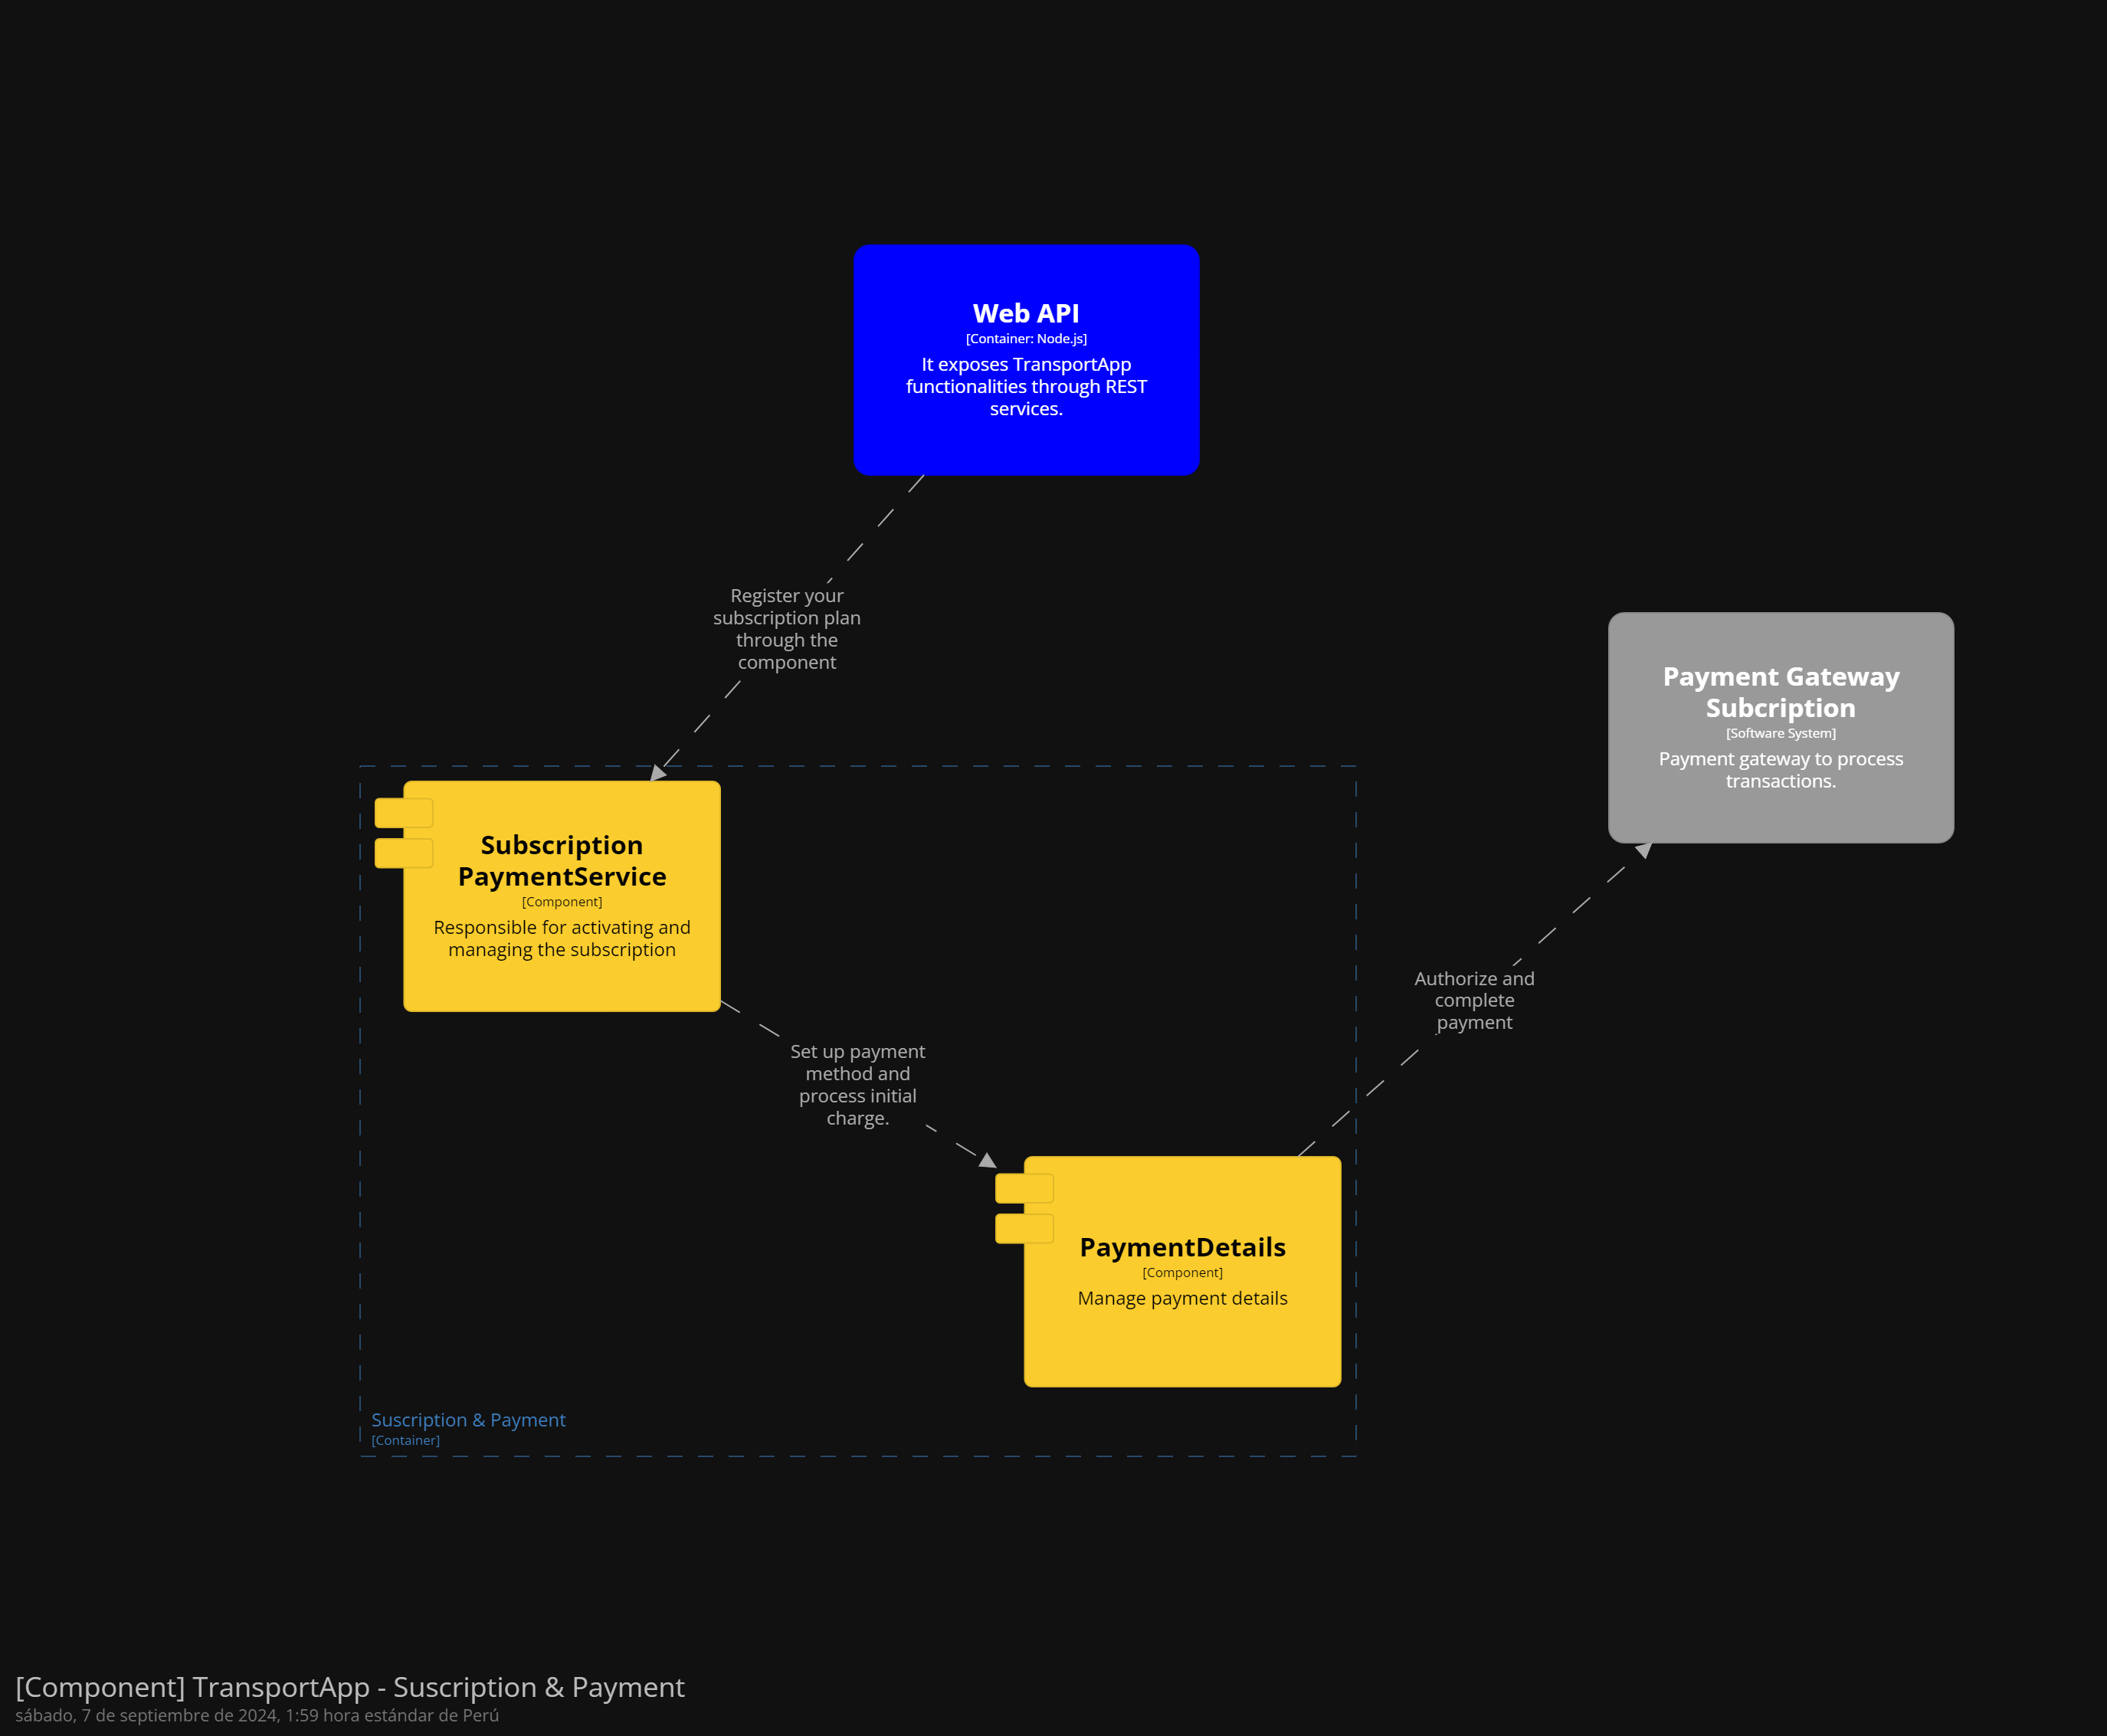 Web API
[Container: Node.js]
It exposes TransportApp
functionalities through REST
services.
Register your
subscription plan
through the
component
Payment Gateway
Subcription
[Software System]
Payment gateway to process
transactions.
Subscription
PaymentService
[Component]
Responsible for activating and
managing the subscription
Authorize and
complete
payment
Set up payment
method and
process initial
charge.
PaymentDetails
[Component]
Manage payment details
Suscription & Payment
[Container]
[Component] TransportApp - Suscription & Payment
sábado, 7 de septiembre de 2024, 1:59 hora estándar de Perú